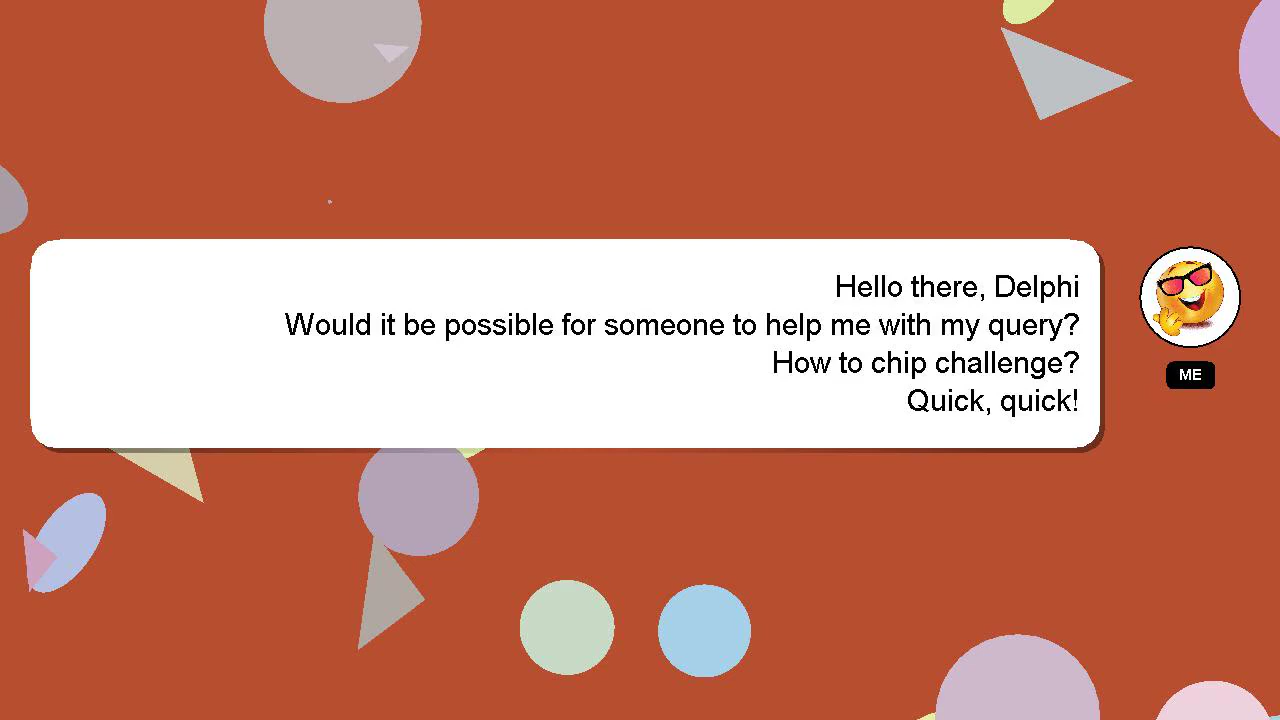 Hello there, Delphi
Would it be possible for someone to help me with my query?
How to chip challenge?
Quick, quick!
ME